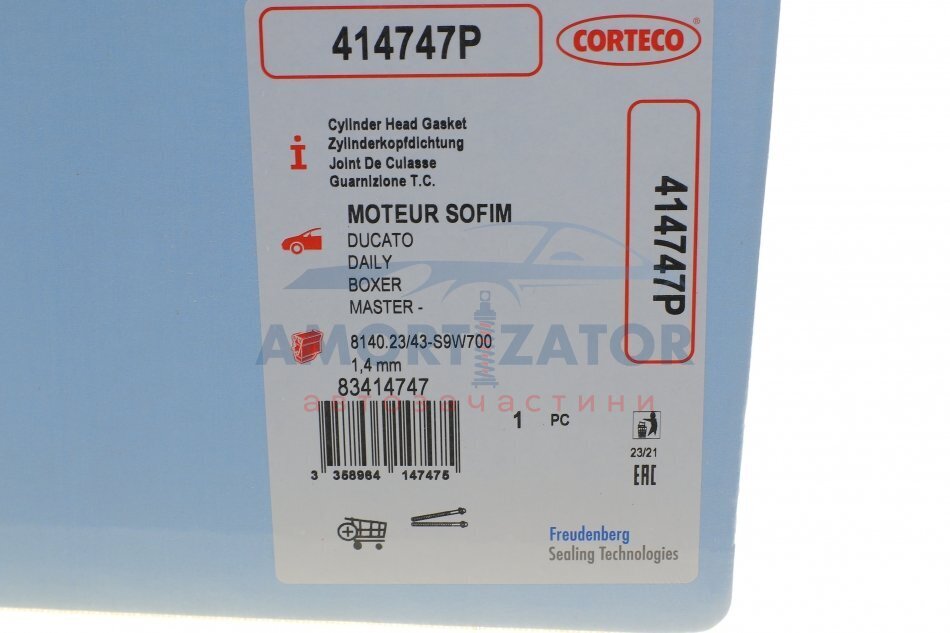 414747P
CORTECO®
Cylinder Head Gasket
Zylinderkopfdichtung
Joint De Culasse
Guarnizione T.C.
i
414747P
MOTEUR SOFIM
DUCATO
DAILY
BOXER
MASTER -
AMORTIZATOR
8140.23/43-S9W700
1,4 mm
83414747
автозапчастини
1 PC
3 358964 147475
23/21
EAC
Freudenberg
Sealing Technologies